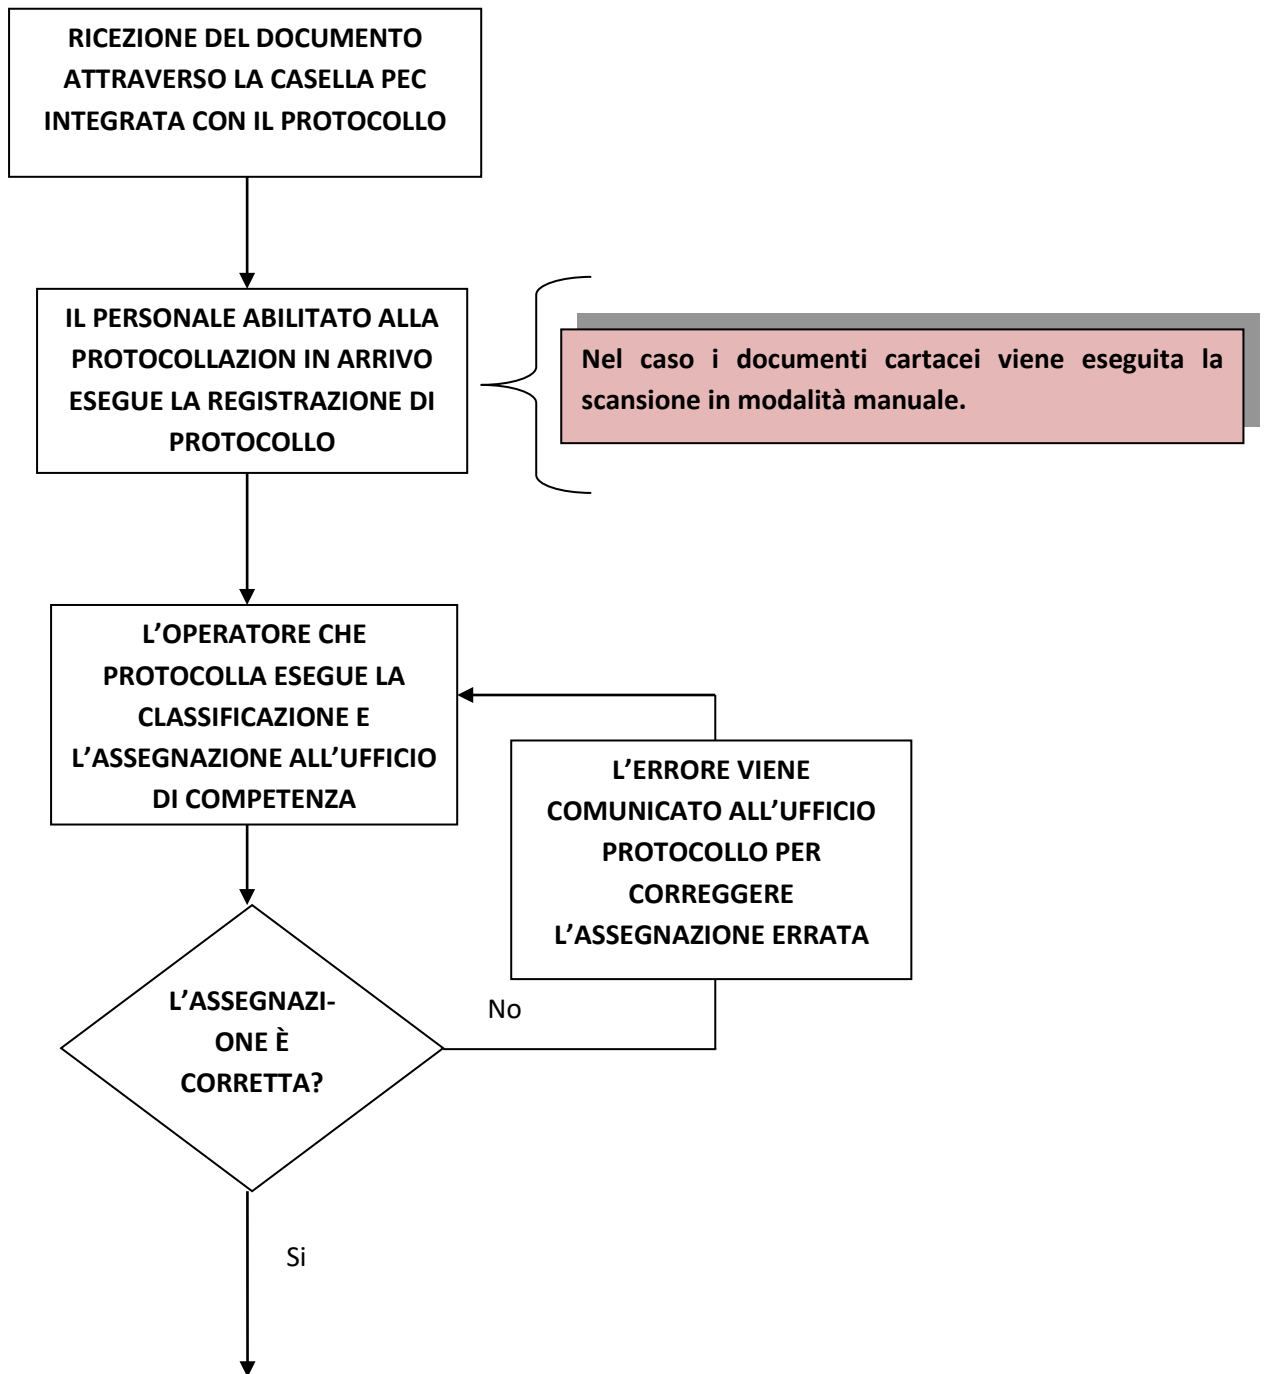 RICEZIONE DEL DOCUMENTO
ATTRAVERSO LA CASELLA PEC
INTEGRATA CON IL PROTOCOLLO
IL PERSONALE ABILITATO ALLA
PROTOCOLLAZION IN ARRIVO
ESEGUE LA REGISTRAZIONE DI
PROTOCOLLO
Nel caso i documenti cartacei viene eseguita la
scansione in modalità manuale.
L’OPERATORE CHE
PROTOCOLLA ESEGUE LA
CLASSIFICAZIONE E
L’ASSEGNAZIONE ALL’UFFICIO
DI COMPETENZA
L’ERRORE VIENE
COMUNICATO ALL’UFFICIO
PROTOCOLLO PER
CORREGGERE
L’ASSEGNAZIONE ERRATA
L’ASSEGNAZI-
ONE È
CORRETTA?
No
Si